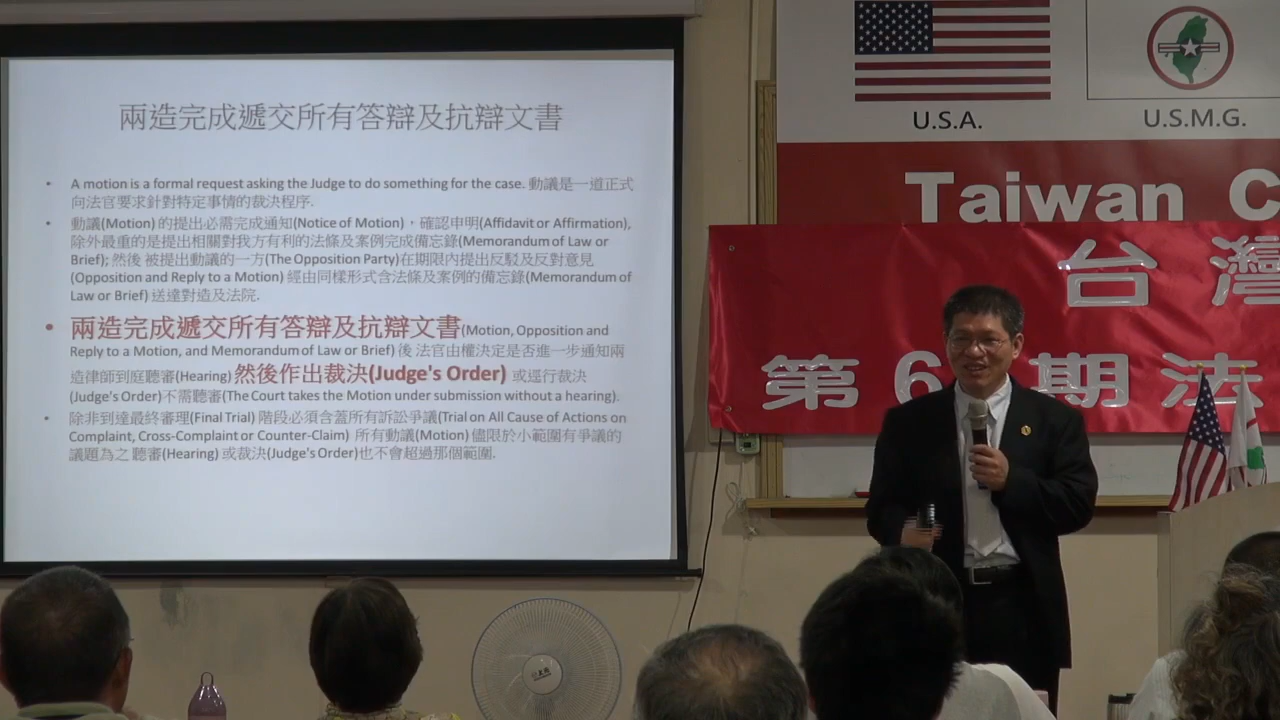 兩造完成遞交所有答辯及抗辯文書
• A motion is a formal request asking the Judge to do something for the case. 動議是一道正式
向法官要求針對特定事情的裁決程序.
• 動議(Motion) 的提出必需完成通知(Notice of Motion)，確認申明(Affidavit or Affirmation),
除外最重的是提出相關對我方有利的法條及案例完成備忘錄(Memorandum of Law or
Brief); 然後 被提出動議的一方(The Opposition Party)在期限內提出反駁及反對意見
(Opposition and Reply to a Motion) 經由同樣形式含法條及案例的備忘錄(Memorandum of
Law or Brief) 送達對造及法院.
• 兩造完成遞交所有答辯及抗辯文書(Motion, Opposition and
Reply to a Motion, and Memorandum of Law or Brief) 後 法官由權決定是否進一步通知兩
造律師到庭聽審(Hearing) 然後作出裁決(Judge's Order) 或逕行裁決
(Judge's Order)不需聽審(The Court takes the Motion under submission without a hearing).
• 除非到達最終審理(Final Trial) 階段必須含蓋所有訴訟爭議(Trial on All Cause of Actions on
Complaint, Cross-Complaint or Counter-Claim) 所有動議(Motion) 儘限於小範圍有爭議的
議題為之 聽審(Hearing) 或裁決(Judge's Order)也不會超過那個範圍.
U.S.A.
U.S.M.G.
Taiwan C
台灣
第 6 期 法